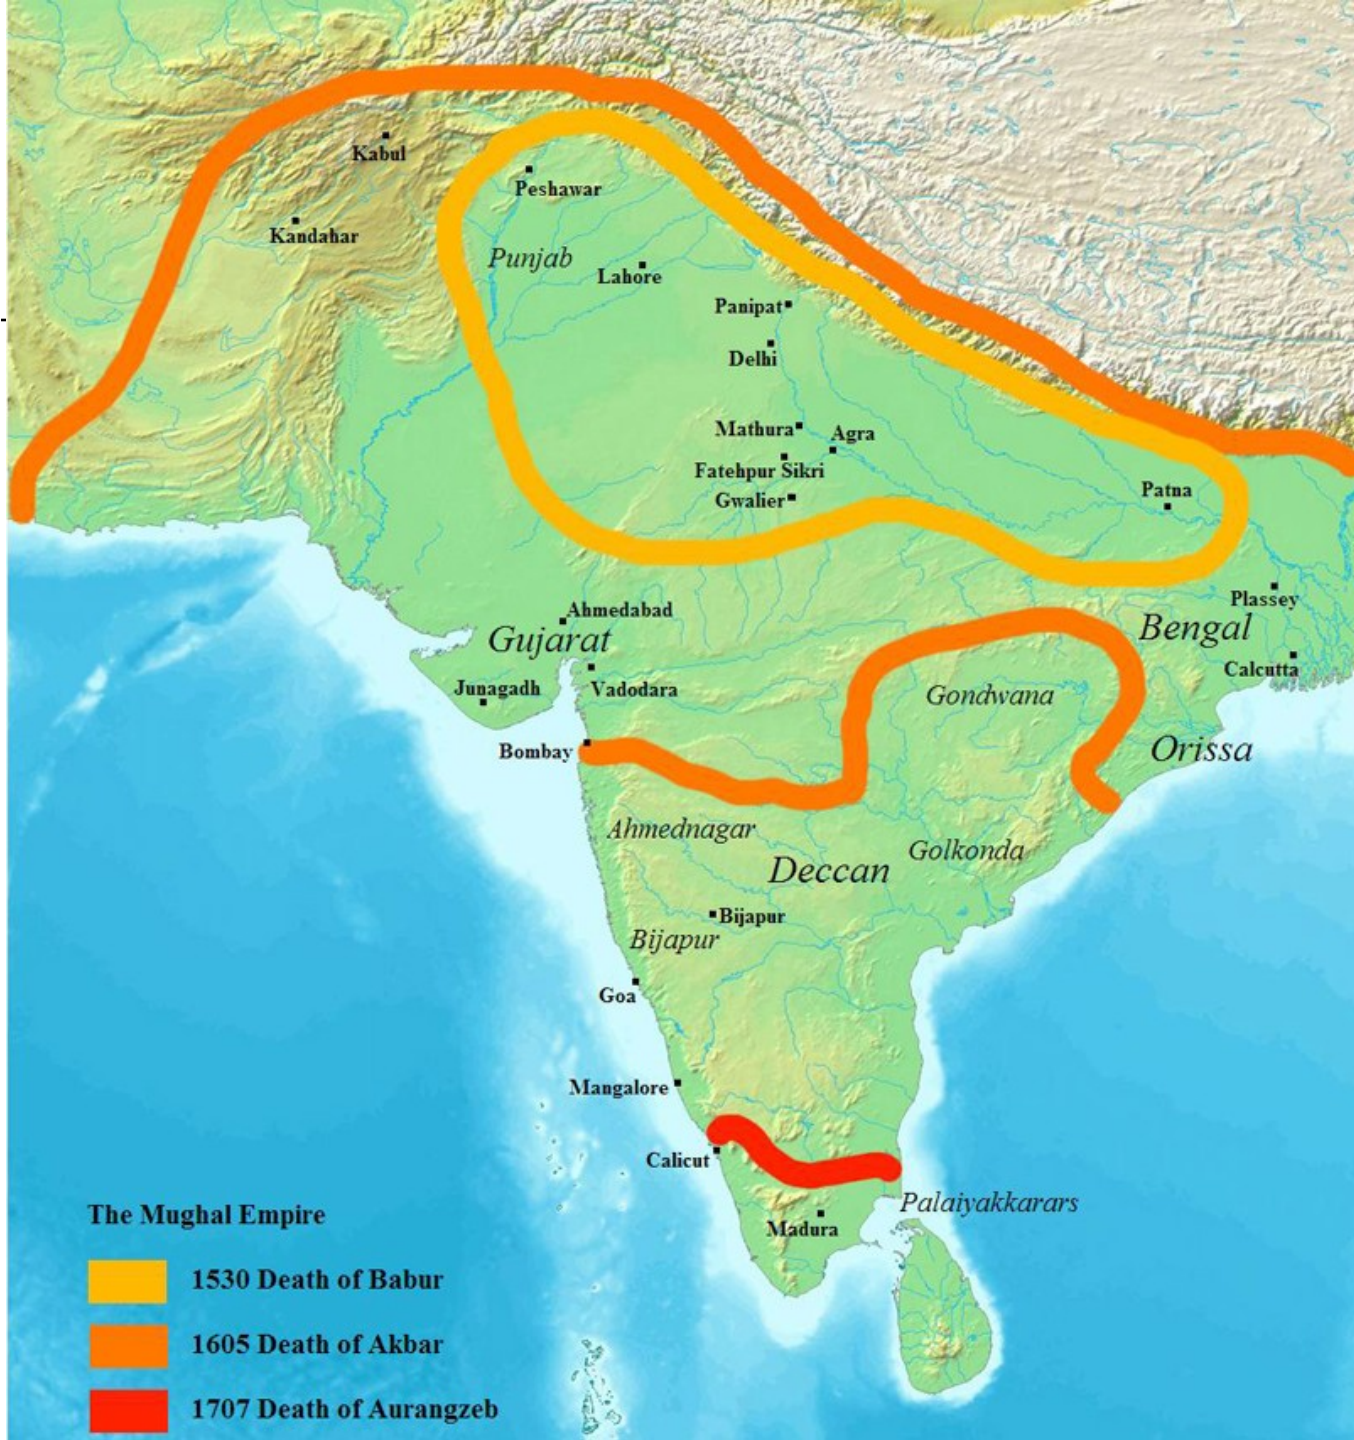 Kabul
Peshawar
Kandahar
Punjab
Lahore
Panipat
Delhi
Mathura
Agra
Fatehpur Sikri
Gwalier
Patna
Plassey
Ahmedabad
Bengal
Gujarat
Calcutta
Junagadh
Vadodara
Gondwana
Bombay
Orissa
Ahmednagar
Golkonda
Deccan
Bijapur
Bijapur
Goa
Mangalore
Calicut
Palaiyakkarars
Madura
The Mughal Empire
1530 Death of Babur
1605 Death of Akbar
1707 Death of Aurangzeb